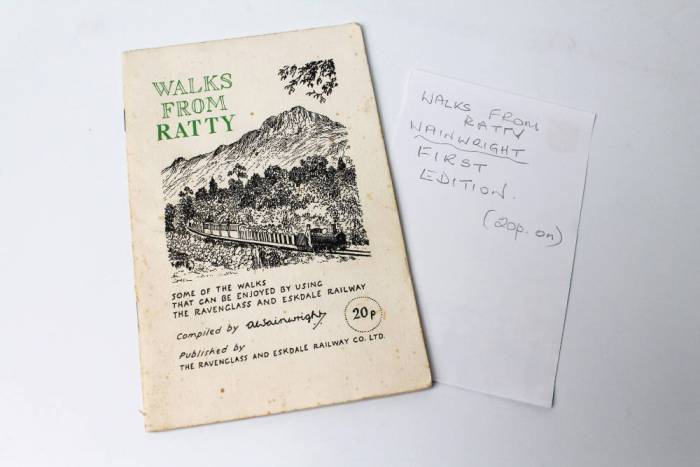 WALKS
FROM
RATTY
SOME OF THE WALKS
THAT CAN BE ENJOYED BY USING
THE RAVENGLASS AND ESKDALE RAILWAY
Compiled by AWainwright
20p
Published by
THE RAVENGLASS AND ESKDALE RAILWAY CO. LTD.
WALKS FROM
RATTY
WAINWRIGHT
FIRST
EDITION.
(20p. on)